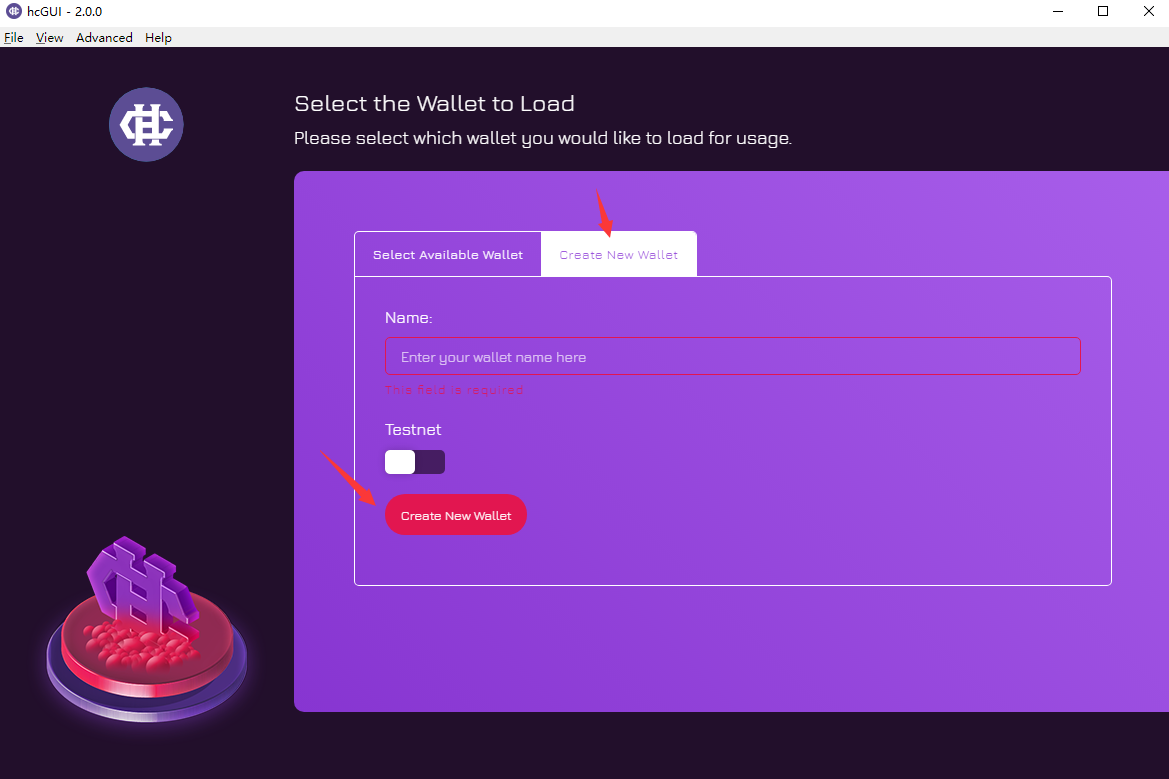 hcGUI - 2.0.0
File View Advanced Help
Select the Wallet to Load
Please select which wallet you would like to load for usage.
Select Available Wallet Create New Wallet
Name:
Enter your wallet name here
This field is required
Testnet
Create New Wallet